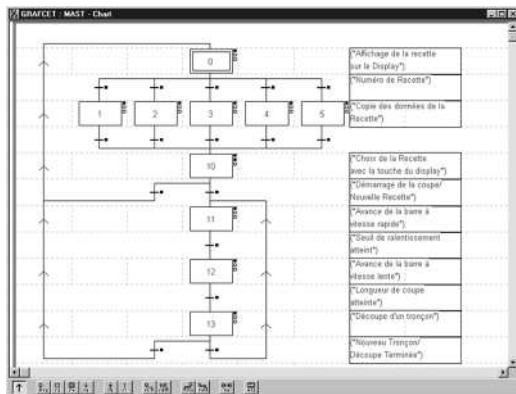 GRAFCET : MAST - Chart
0
(*Affichage de la recette
sur le Display*)
(*Numéro de Recette*)
1 2 3 4 5
(*Copie des données de la
Recette*)
10
(*Choix de la Recette
avec la touche du display*)
(*Démarrage de la coupe/
Nouvelle Recette*)
11
(*Avance de la barre à
vitesse rapide*)
(*Seuil de ralentissement
atteint*)
12
(*Avance de la barre à
vitesse lente*)
(*Longueur de coupe
atteinte*)
13
(*Découpe d'un tronçon*)
(*Nouveau Tronçon/
Découpe Terminée*)